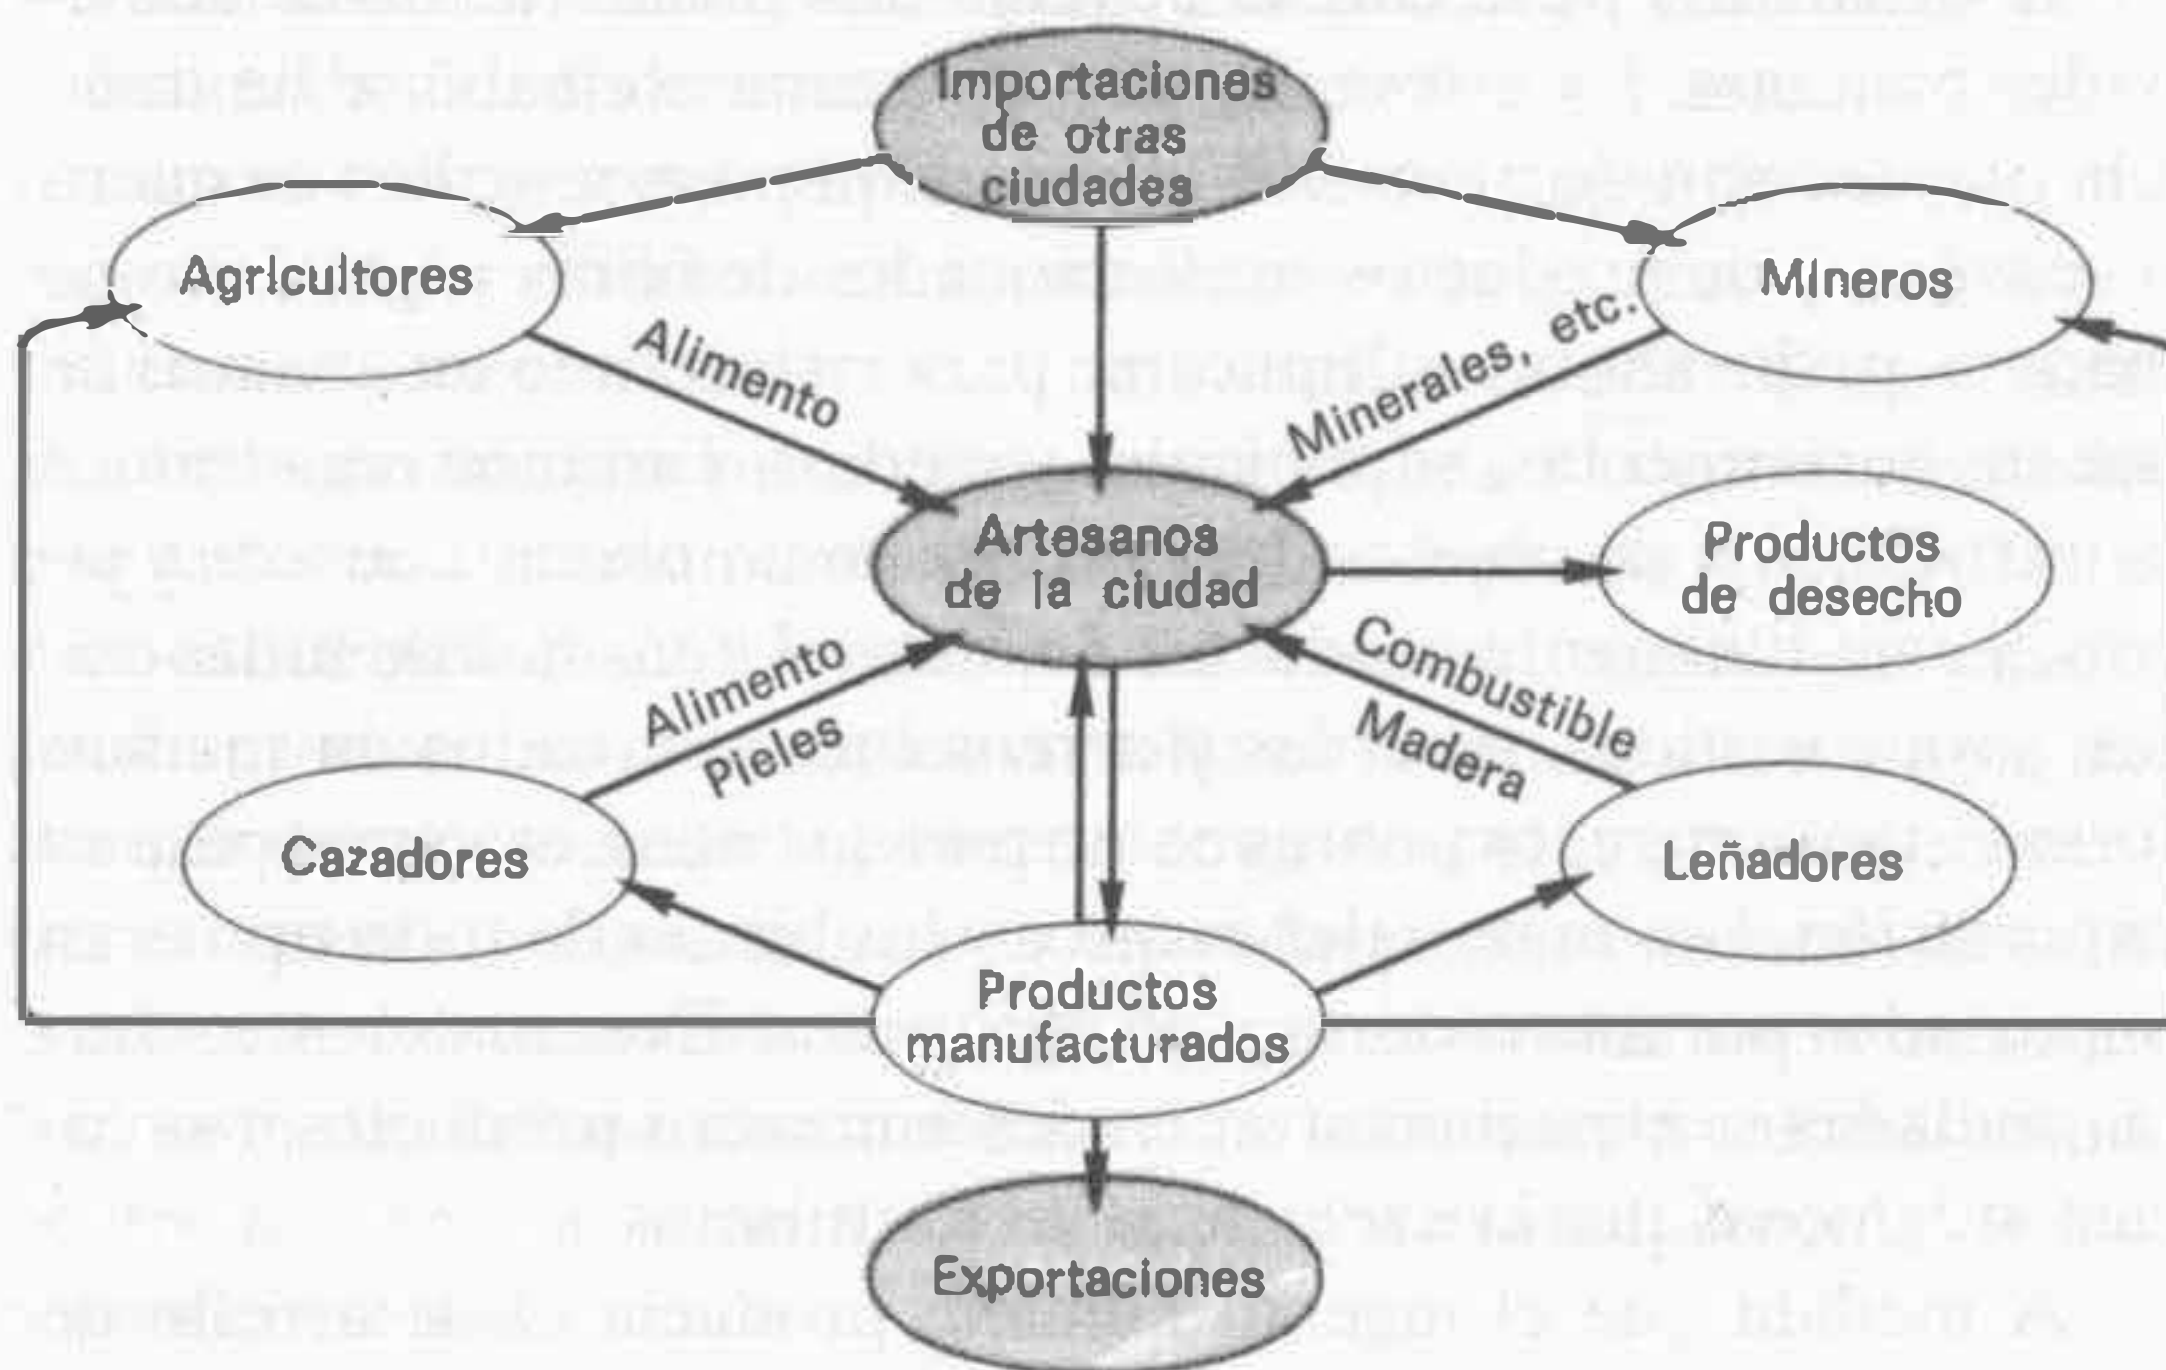 Importaciones
de otras
ciudades
Agricultores
Mineros
Alimento
Minerales, etc.
Artesanos
de la ciudad
Productos
de desecho
Alimento
Pieles
Combustible
Madera
Cazadores
Leñadores
Productos
manufacturados
Exportaciones